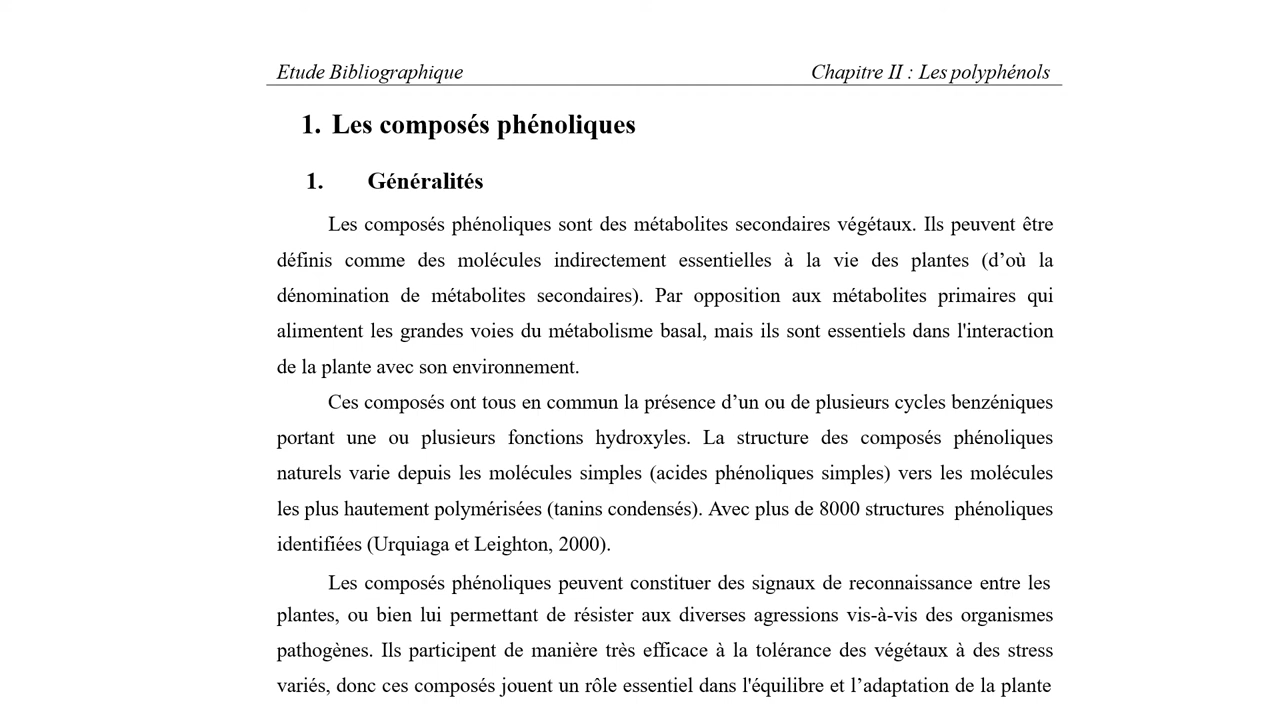 Etude Bibliographique Chapitre II : Les polyphénols
1. Les composés phénoliques
1. Généralités
Les composés phénoliques sont des métabolites secondaires végétaux. Ils peuvent être
définis comme des molécules indirectement essentielles à la vie des plantes (d’où la
dénomination de métabolites secondaires). Par opposition aux métabolites primaires qui
alimentent les grandes voies du métabolisme basal, mais ils sont essentiels dans l'interaction
de la plante avec son environnement.
Ces composés ont tous en commun la présence d’un ou de plusieurs cycles benzéniques
portant une ou plusieurs fonctions hydroxyles. La structure des composés phénoliques
naturels varie depuis les molécules simples (acides phénoliques simples) vers les molécules
les plus hautement polymérisées (tanins condensés). Avec plus de 8000 structures phénoliques
identifiées (Urquiaga et Leighton, 2000).
Les composés phénoliques peuvent constituer des signaux de reconnaissance entre les
plantes, ou bien lui permettant de résister aux diverses agressions vis-à-vis des organismes
pathogènes. Ils participent de manière très efficace à la tolérance des végétaux à des stress
variés, donc ces composés jouent un rôle essentiel dans l'équilibre et l’adaptation de la plante